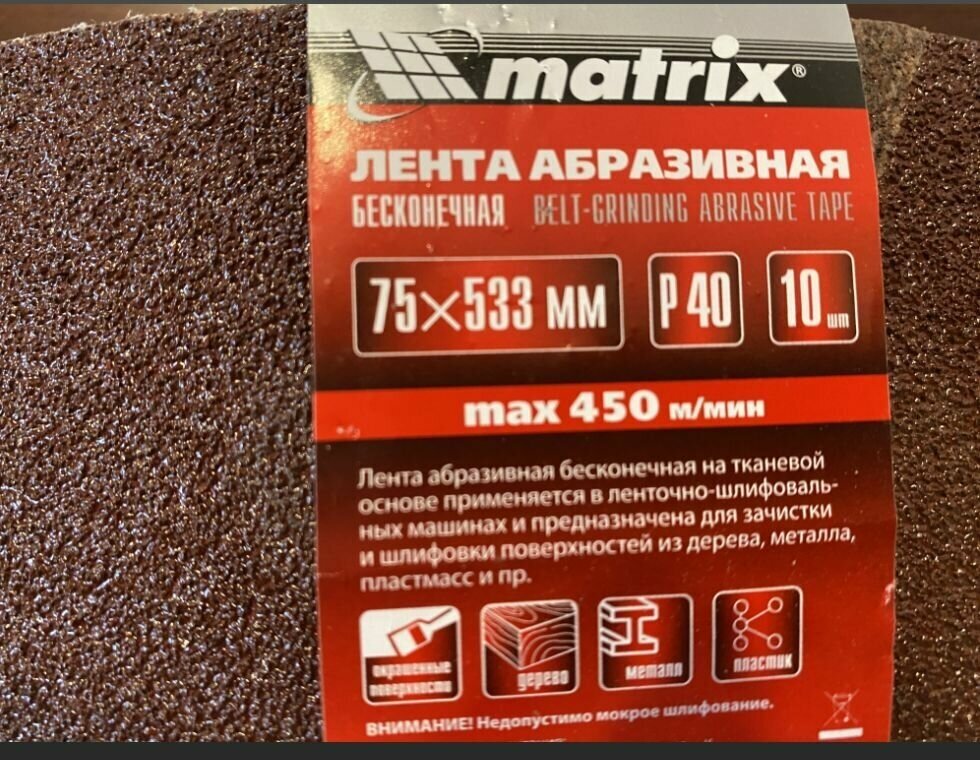 matrix®
ЛЕНТА АБРАЗИВНАЯ
БЕСКОНЕЧНАЯ BELT-GRINDING ABRASIVE TAPE
75×533 ММ P 40 10 шт
max 450 м/мин
Лента абразивная бесконечная на тканевой
основе применяется в ленточно-шлифоваль-
ных машинах и предназначена для зачистки
и шлифовки поверхностей из дерева, металла,
пластмасс и пр.
окрашенные
поверхности
дерево
металл
пластик
ВНИМАНИЕ! Недопустимо мокрое шлифование.